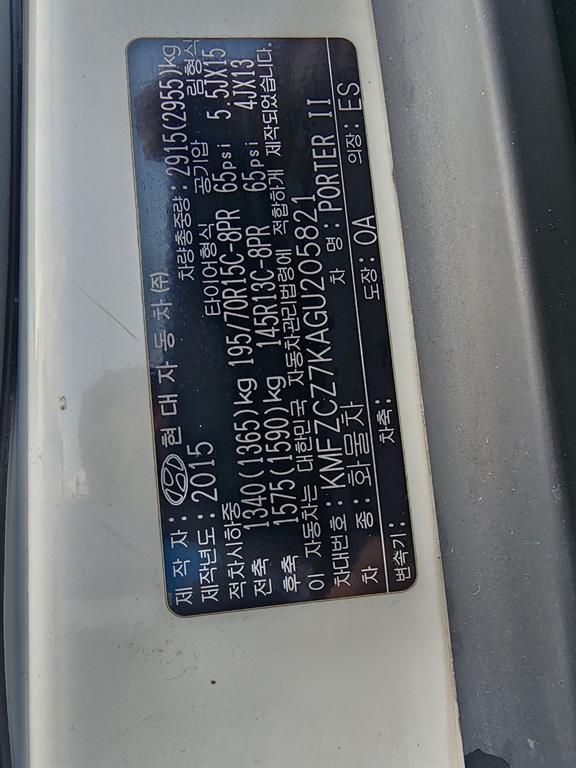 제 작 자: 현 대 자 동 차 (주)
제작년도: 2015 차량총중량: 2915(2955)kg
적차시하중 타이어형식 공기압 림형식
전축 1340(1365)kg 195/70R15C-8PR 65psi 5.5JX15
후축 1575(1590)kg 145R13C-8PR 65psi 4JX13
이 자동차는 대한민국 자동차관리법령에 적합하게 제작되었습니다.
차대번호: KMFZCZ7KAGU205821
차 종: 화물차 차 명: PORTER II
변속기: 차축: 도장: OA 의장: ES